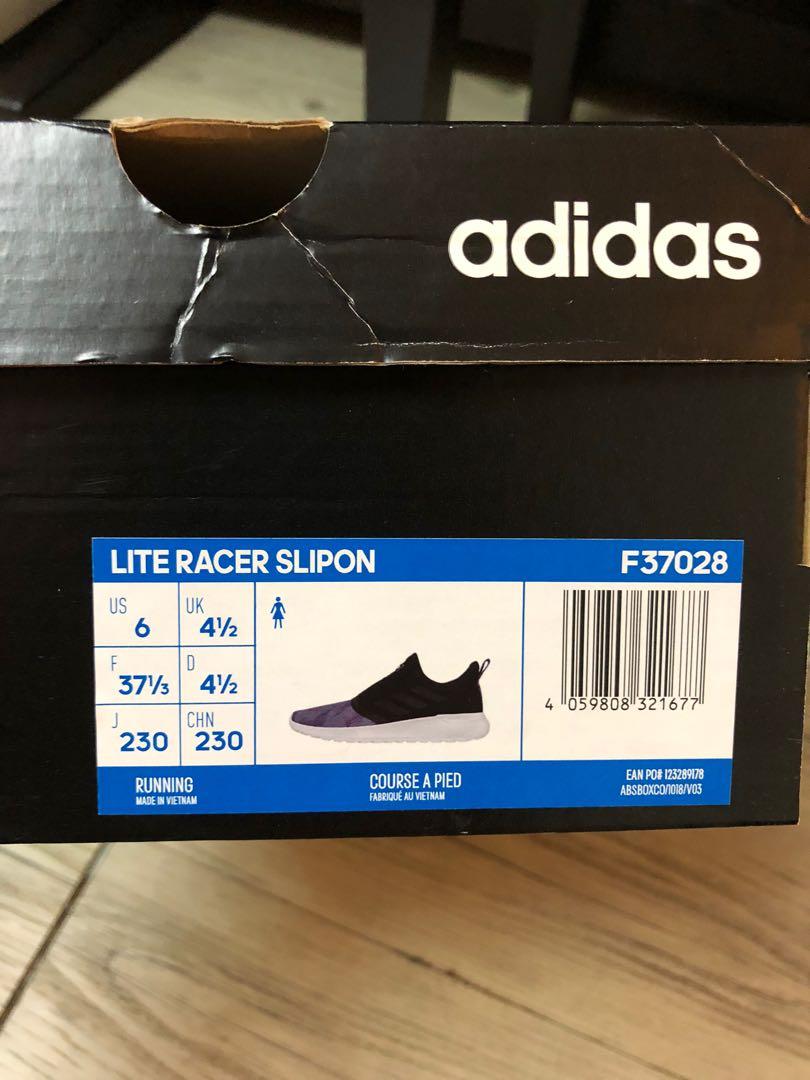 adidas
LITE RACER SLIPON F37028
US 6 UK 4½
F 37⅓ D 4½
J 230 CHN 230
4 059808 321677
RUNNING
MADE IN VIETNAM
COURSE A PIED
FABRIQUÉ AU VIETNAM
EAN PO# 123289178
ABSBOXCO/1018/V03